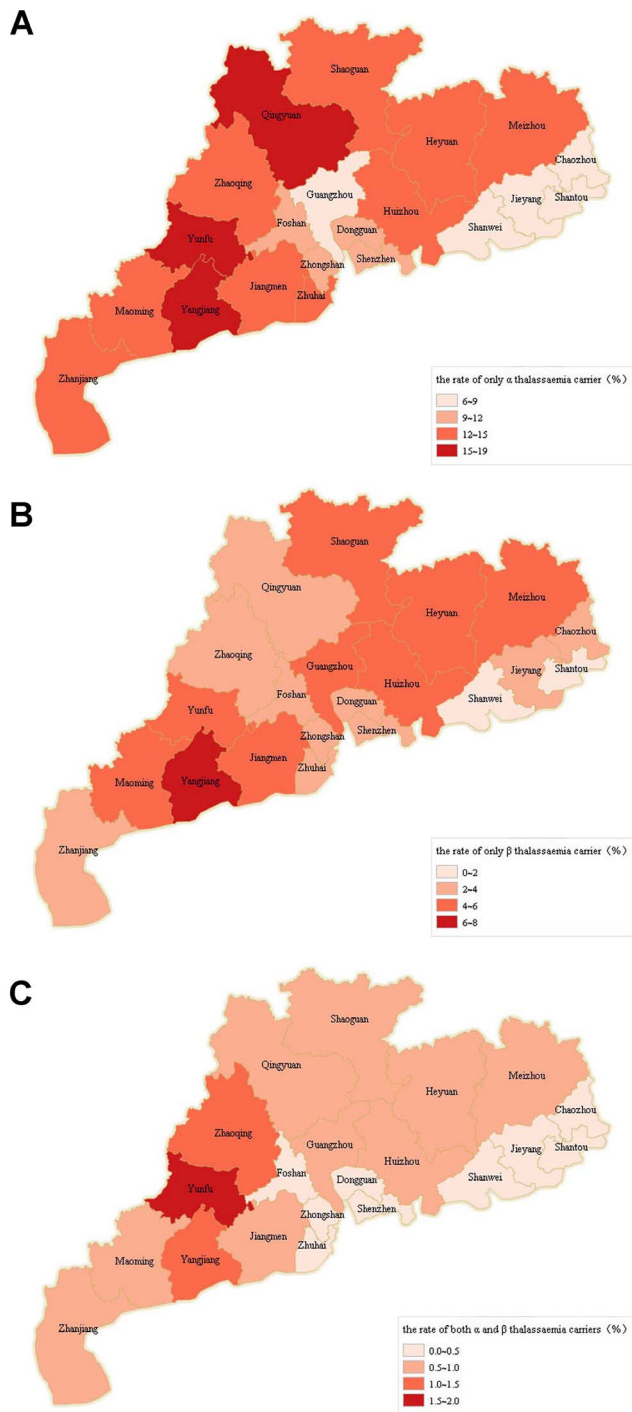 A
Shaoguan
Qingyuan
Meizhou
Heyuan
Chaozhou
Zhaoqing
Guangzhou
Jieyang
Shantou
Huizhou
Foshan
Shanwei
Dongguan
Yunfu
Zhongshan
Shenzhen
Jiangmen
Zhuhai
Maoming
Yangjiang
Zhanjiang
the rate of only α thalassaemia carrier (%)
6~9
9~12
12~15
15~19
B
Shaoguan
Qingyuan
Meizhou
Heyuan
Chaozhou
Zhaoqing
Guangzhou
Jieyang
Shantou
Huizhou
Foshan
Shanwei
Dongguan
Yunfu
Zhongshan
Shenzhen
Jiangmen
Zhuhai
Maoming
Yangjiang
Zhanjiang
the rate of only β thalassaemia carrier (%)
0~2
2~4
4~6
6~8
C
Shaoguan
Qingyuan
Meizhou
Heyuan
Chaozhou
Zhaoqing
Guangzhou
Jieyang
Shantou
Huizhou
Foshan
Shanwei
Dongguan
Yunfu
Zhongshan
Shenzhen
Jiangmen
Zhuhai
Maoming
Yangjiang
Zhanjiang
the rate of both α and β thalassaemia carriers (%)
0.0~0.5
0.5~1.0
1.0~1.5
1.5~2.0